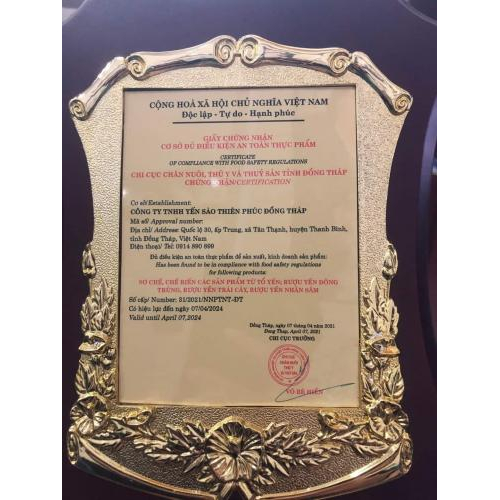 CỘNG HOÀ XÃ HỘI CHỦ NGHĨA VIỆT NAM
Độc lập - Tự do - Hạnh phúc
GIẤY CHỨNG NHẬN
CƠ SỞ ĐỦ ĐIỀU KIỆN AN TOÀN THỰC PHẨM
CERTIFICATE
OF COMPLIANCE WITH FOOD SAFETY REGULATIONS
CHI CỤC CHĂN NUÔI, THÚ Y VÀ THUỶ SẢN TỈNH ĐỒNG THÁP
CHỨNG NHẬN/CERTIFICATION
Cơ sở/Establishment:
CÔNG TY TNHH YẾN SÀO THIÊN PHÚC ĐỒNG THÁP
Mã số/ Approval number:
Địa chỉ/ Address: Quốc lộ 30, ấp Trung, xã Tân Thạnh, huyện Thanh Bình,
tỉnh Đồng Tháp, Việt Nam
Điện thoại/ Tel: 0914 890 899
Đủ điều kiện an toàn thực phẩm để sản xuất, kinh doanh sản phẩm:
Has been found to be in compliance with food safety regulations
for following products:
SƠ CHẾ, CHẾ BIẾN CÁC SẢN PHẨM TỪ TỔ YẾN; RƯỢU YẾN ĐÔNG
TRÙNG, RƯỢU YẾN TRÁI CÂY, RƯỢU YẾN NHÂN SÂM
Số cấp/ Number: 51/2021/NNPTNT-ĐT
Có hiệu lực đến ngày 07/04/2024
Valid until April 07,2024
Đồng Tháp, ngày 07 tháng 04 năm 2021
Dong Thap, April 07, 2021
CHI CỤC TRƯỞNG
VÕ BÉ HIỀN